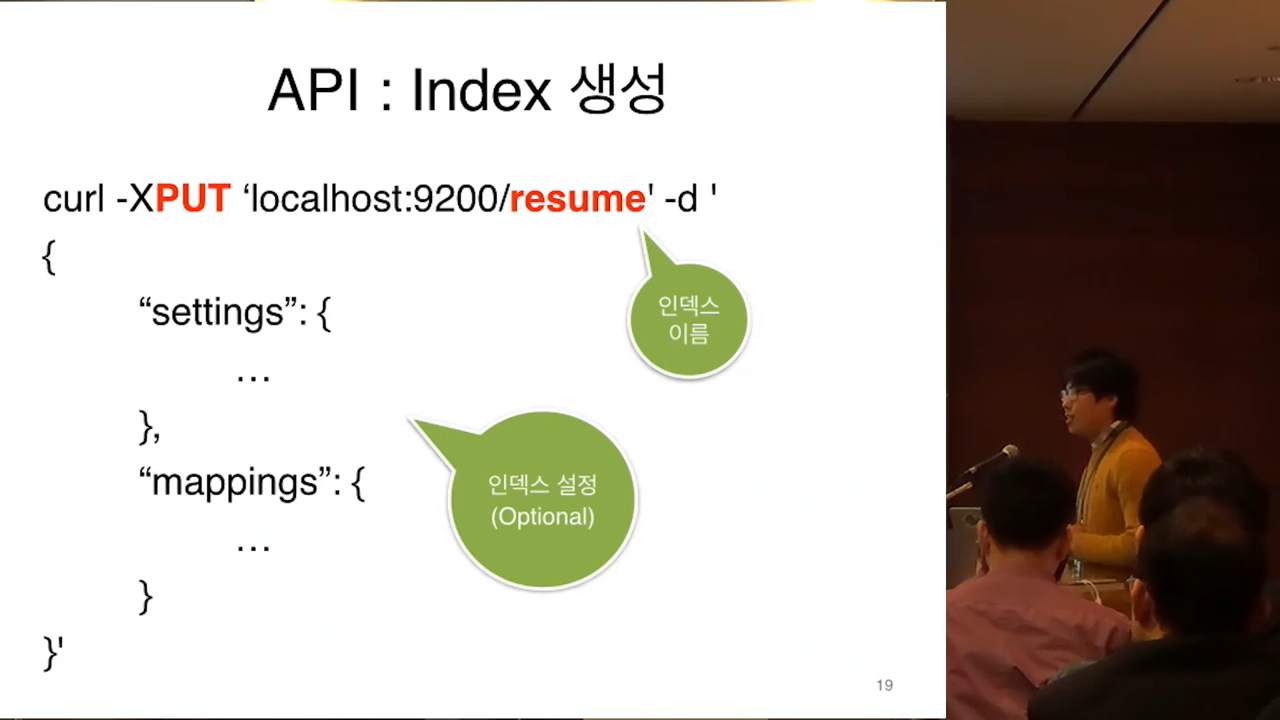 API : Index 생성
curl -XPUT ‘localhost:9200/resume' -d '
{
“settings”: {
…
},
“mappings”: {
…
}
}'
인덱스
이름
인덱스 설정
(Optional)
19